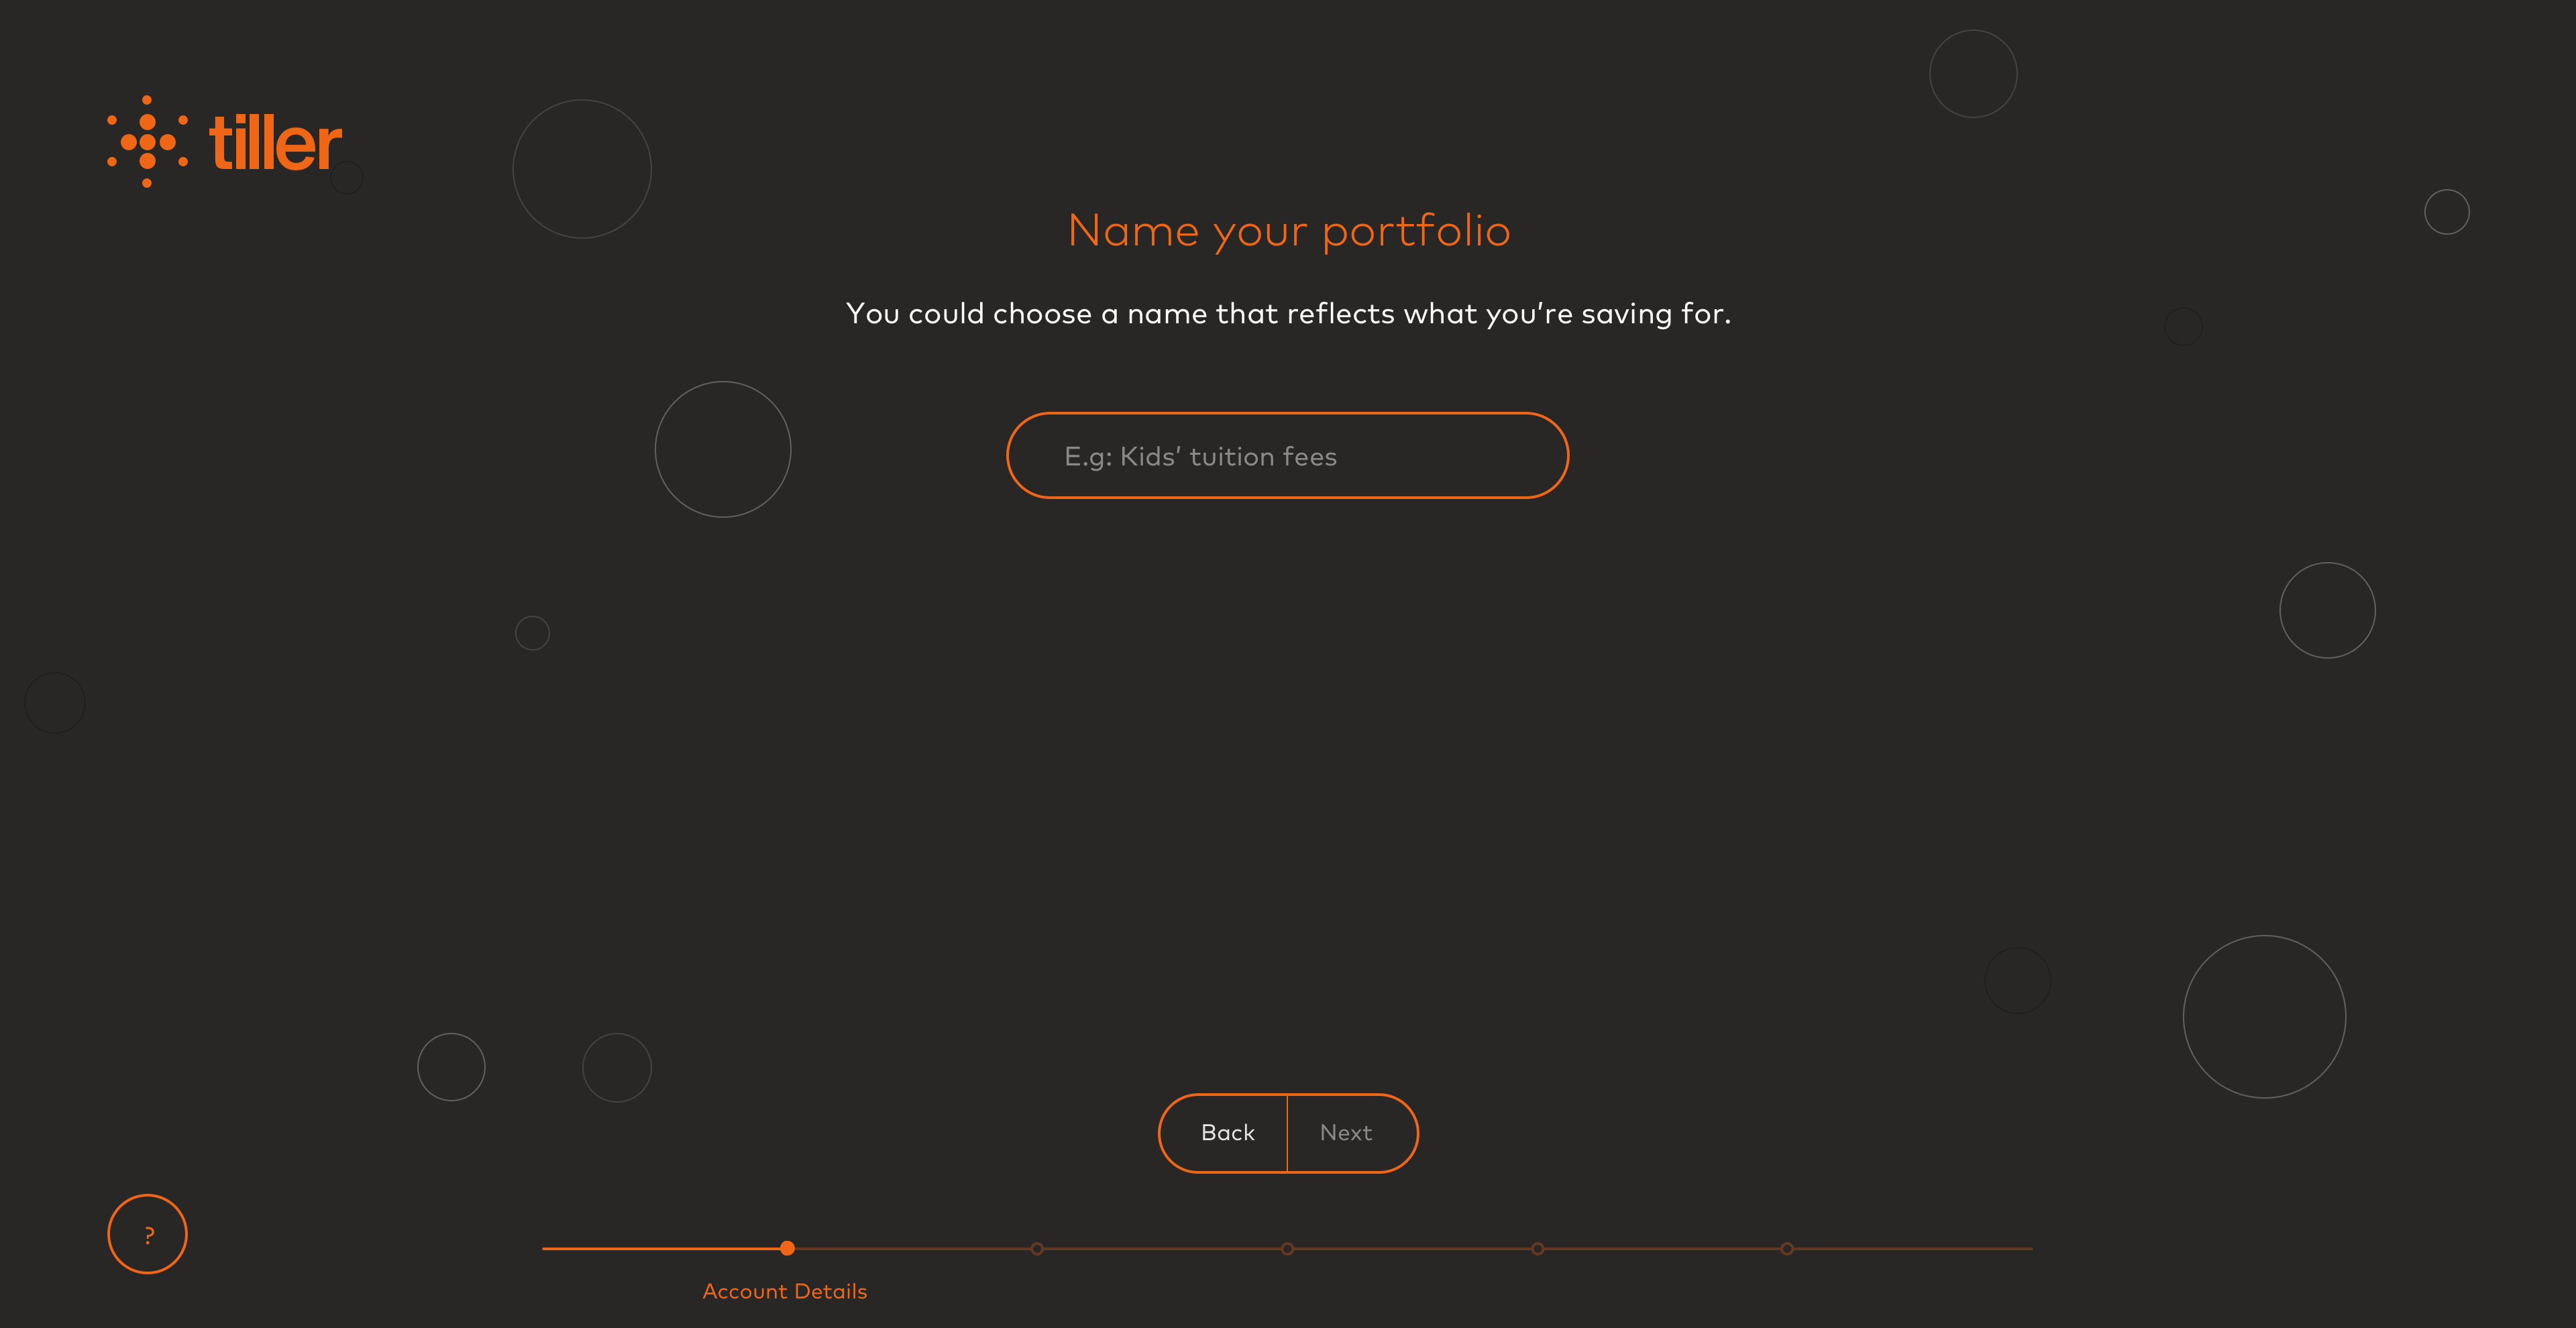 tiller
Name your portfolio
You could choose a name that reflects what you’re saving for.
E.g: Kids’ tuition fees
Back
Next
?
Account Details